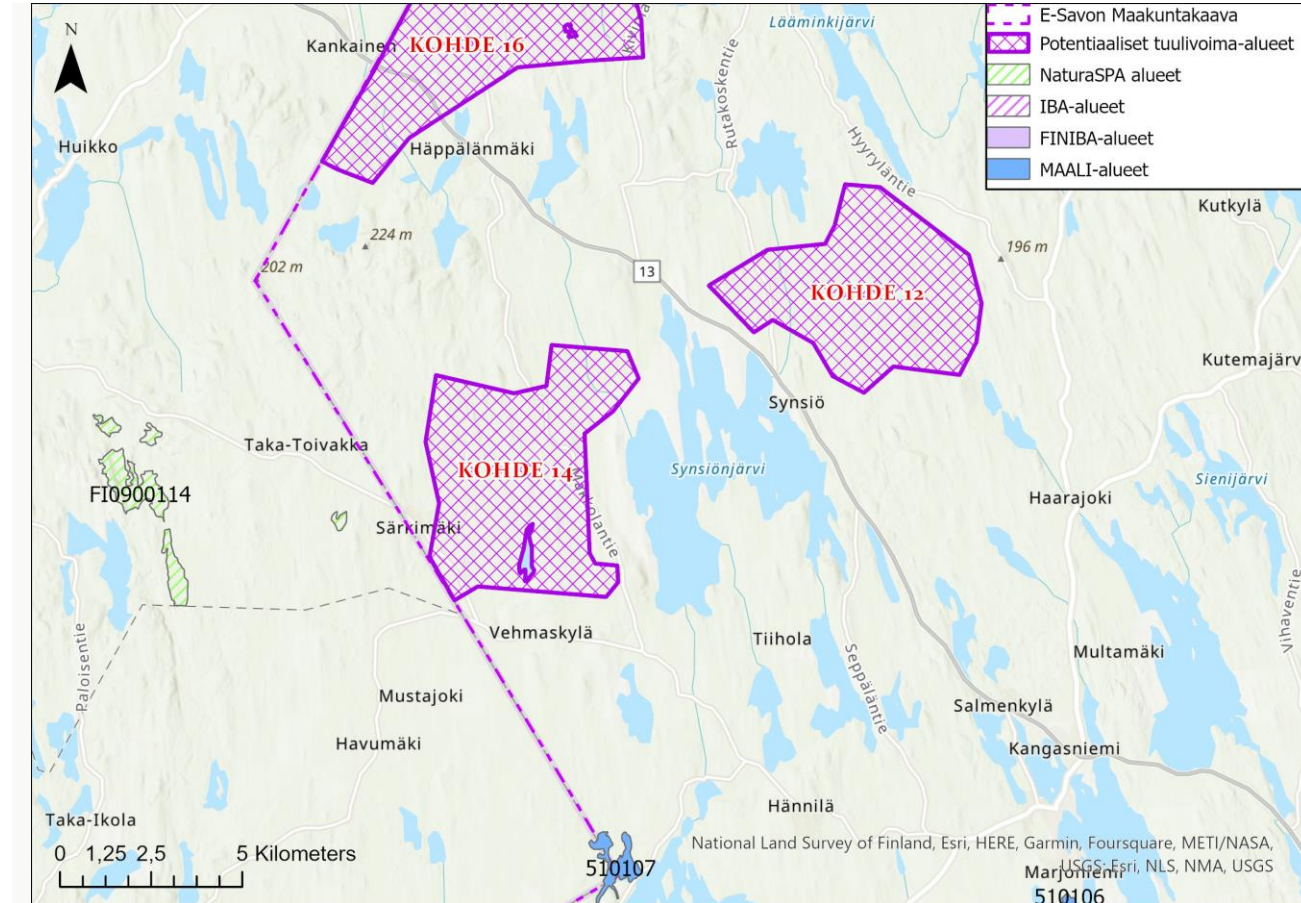 E-Savon Maakuntakaava
Potentiaaliset tuulivoima-alueet
NaturaSPA alueet
IBA-alueet
FINIBA-alueet
MAALI-alueet
N
Lääminkijärvi
Kankainen
KOHDE 16
Rutakoskentie
Huikko
Häppälänmäki
Hyyryläntie
Kutkylä
224 m
196 m
202 m
13
KOHDE 12
Kutemajärv
Synsiö
Taka-Toivakka
KOHDE 14
Synsiönjärvi
Sienijärvi
FI0900114
Makkolantie
Haarajoki
Särkimäki
Vihaventie
Vehmaskylä
Tiihola
Multamäki
Paloisentie
Seppäläntie
Mustajoki
Salmenkylä
Havumäki
Kangasniemi
Hännilä
Taka-Ikola
0 1,25 2,5 5 Kilometers
National Land Survey of Finland, Esri, HERE, Garmin, Foursquare, METI/NASA,
USGS; Esri, NLS, NMA, USGS
510107
Marjoniemi
510106